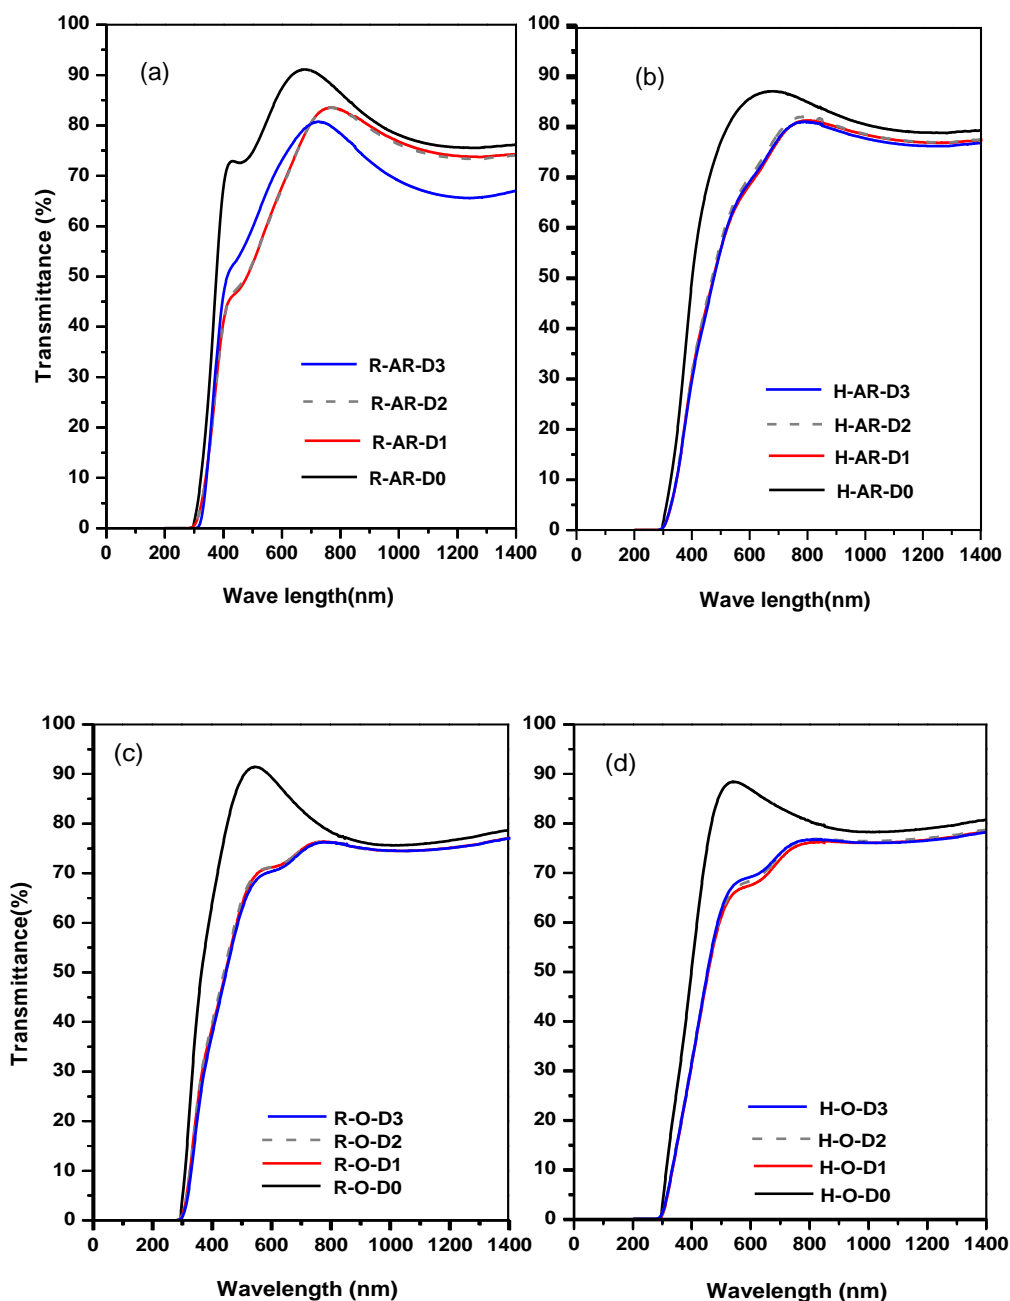 (a)
100
90
80
70
60
50
40
30
20
10
0
Transmittance (%)
R-AR-D3
R-AR-D2
R-AR-D1
R-AR-D0
0 200 400 600 800 1000 1200 1400
Wave length(nm)
(b)
100
90
80
70
60
50
40
30
20
10
0
H-AR-D3
H-AR-D2
H-AR-D1
H-AR-D0
0 200 400 600 800 1000 1200 1400
Wave length(nm)
(c)
100
90
80
70
60
50
40
30
20
10
0
Transmittance(%)
R-O-D3
R-O-D2
R-O-D1
R-O-D0
0 200 400 600 800 1000 1200 1400
Wavelength (nm)
(d)
100
90
80
70
60
50
40
30
20
10
0
H-O-D3
H-O-D2
H-O-D1
H-O-D0
0 200 400 600 800 1000 1200 1400
Wavelength (nm)